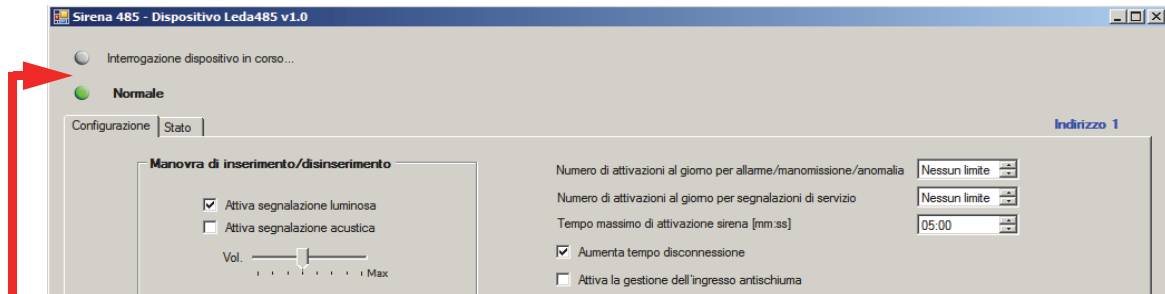 Sirena 485 - Dispositivo Leda485 v1.0
Interrogazione dispositivo in corso...
Normale
Configurazione Stato
Indirizzo 1
Manovra di inserimento/disinserimento
Attiva segnalazione luminosa
Attiva segnalazione acustica
Vol.
Max
Numero di attivazioni al giorno per allarme/manomissione/anomalia Nessun limite
Numero di attivazioni al giorno per segnalazioni di servizio Nessun limite
Tempo massimo di attivazione sirena [mm:ss] 05:00
Aumenta tempo disconnessione
Attiva la gestione dell'ingresso antischiuma